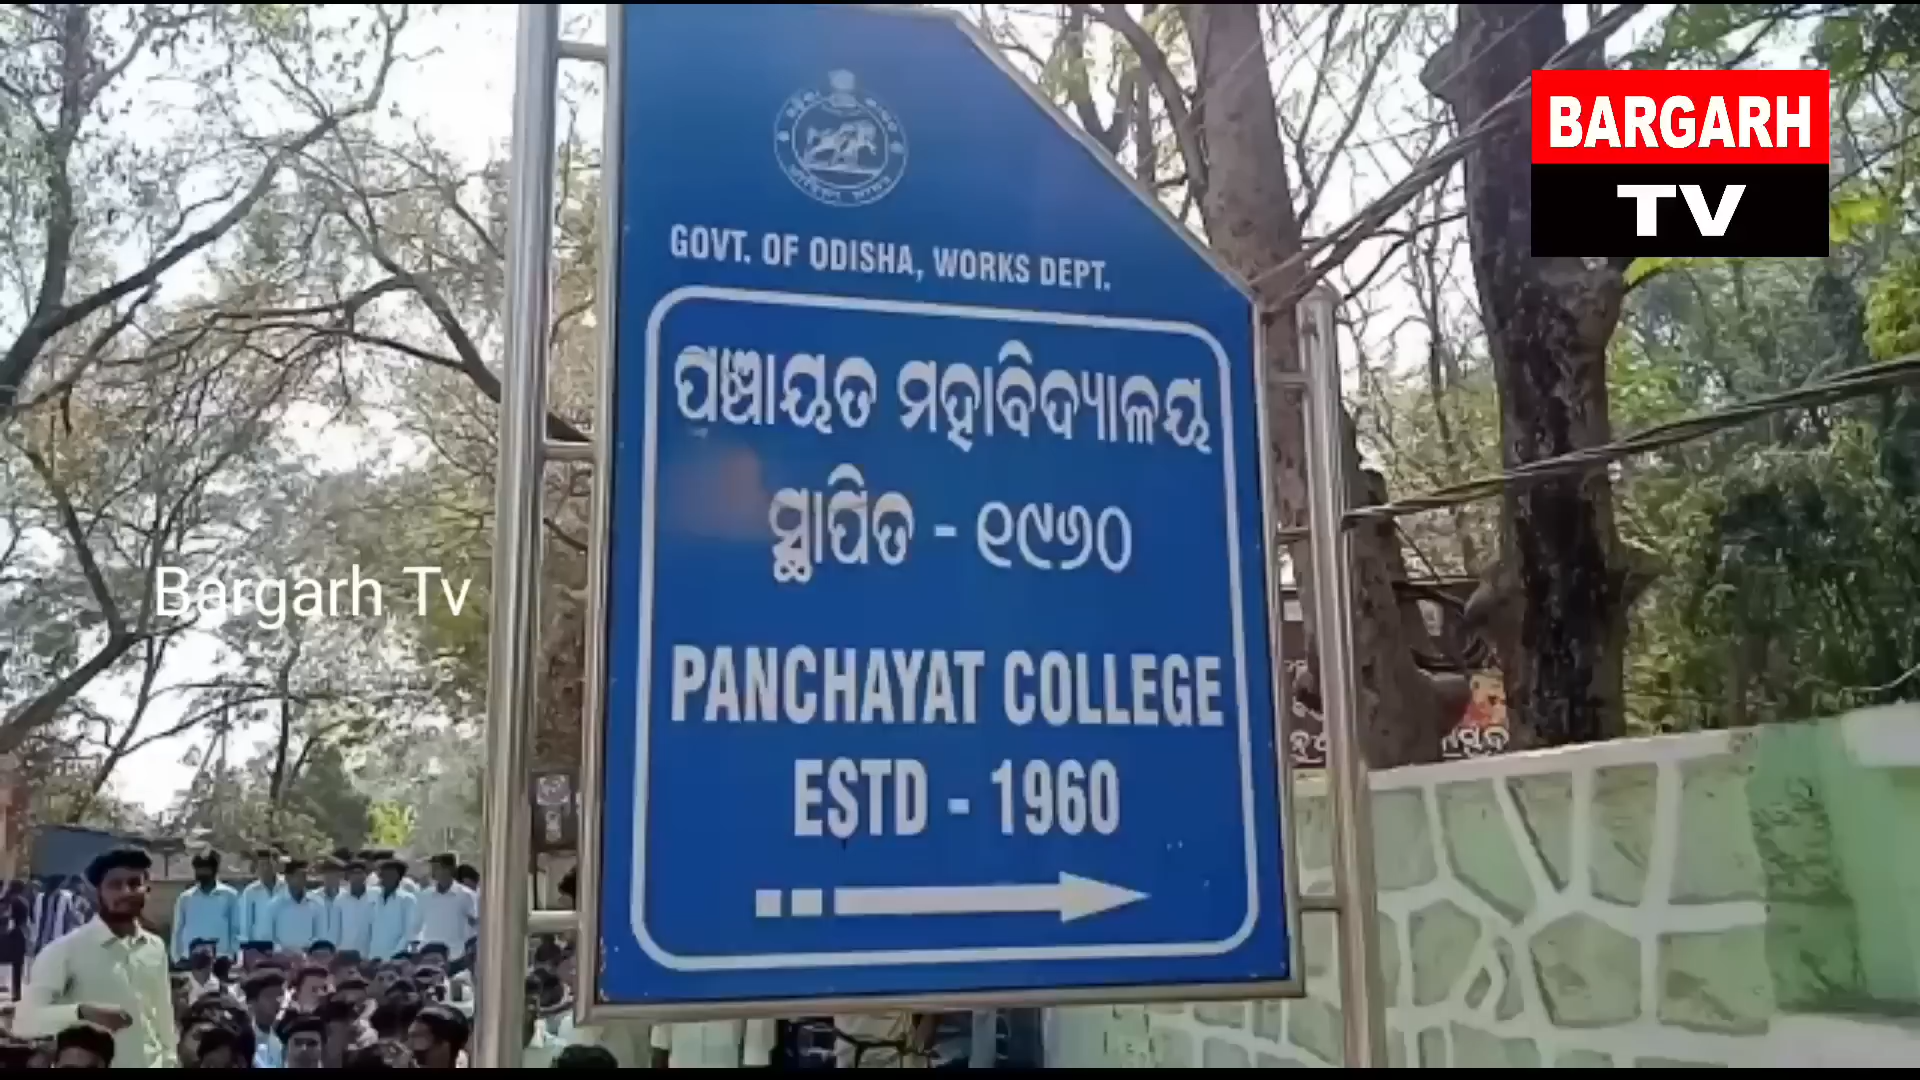 GOVT. OF ODISHA, WORKS DEPT.
ପଞ୍ଚାୟତ ମହାବିଦ୍ୟାଳୟ
ସ୍ଥାପିତ - ୧୯୬୦
PANCHAYAT COLLEGE
ESTD - 1960
BARGARH
TV
Bargarh Tv